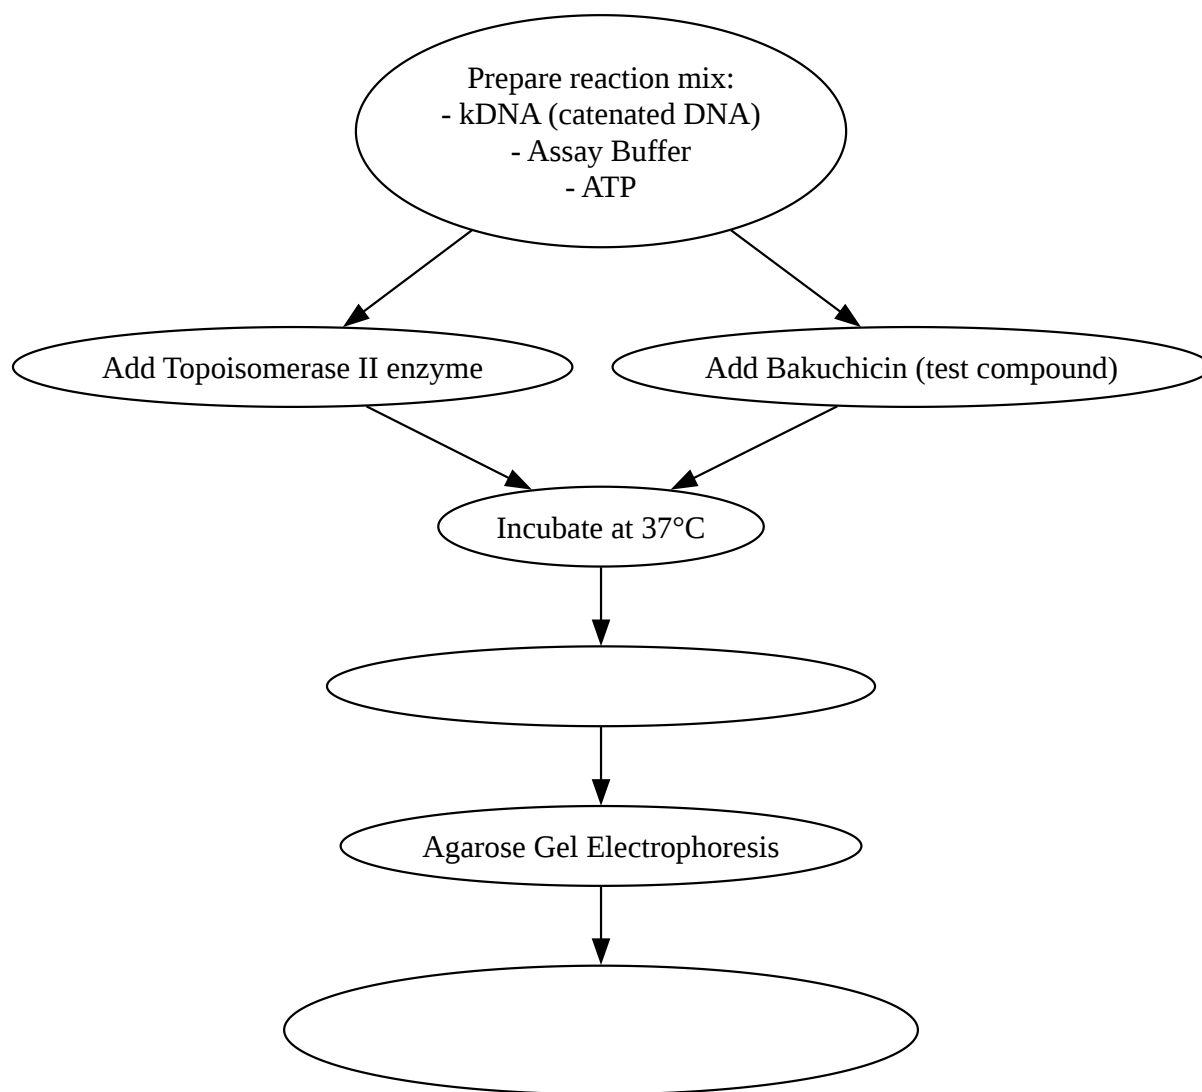 Prepare reaction mix:
- kDNA (catenated DNA)
- Assay Buffer
- ATP
Add Topoisomerase II enzyme
Add Bakuchicin (test compound)
Incubate at 37°C
Agarose Gel Electrophoresis